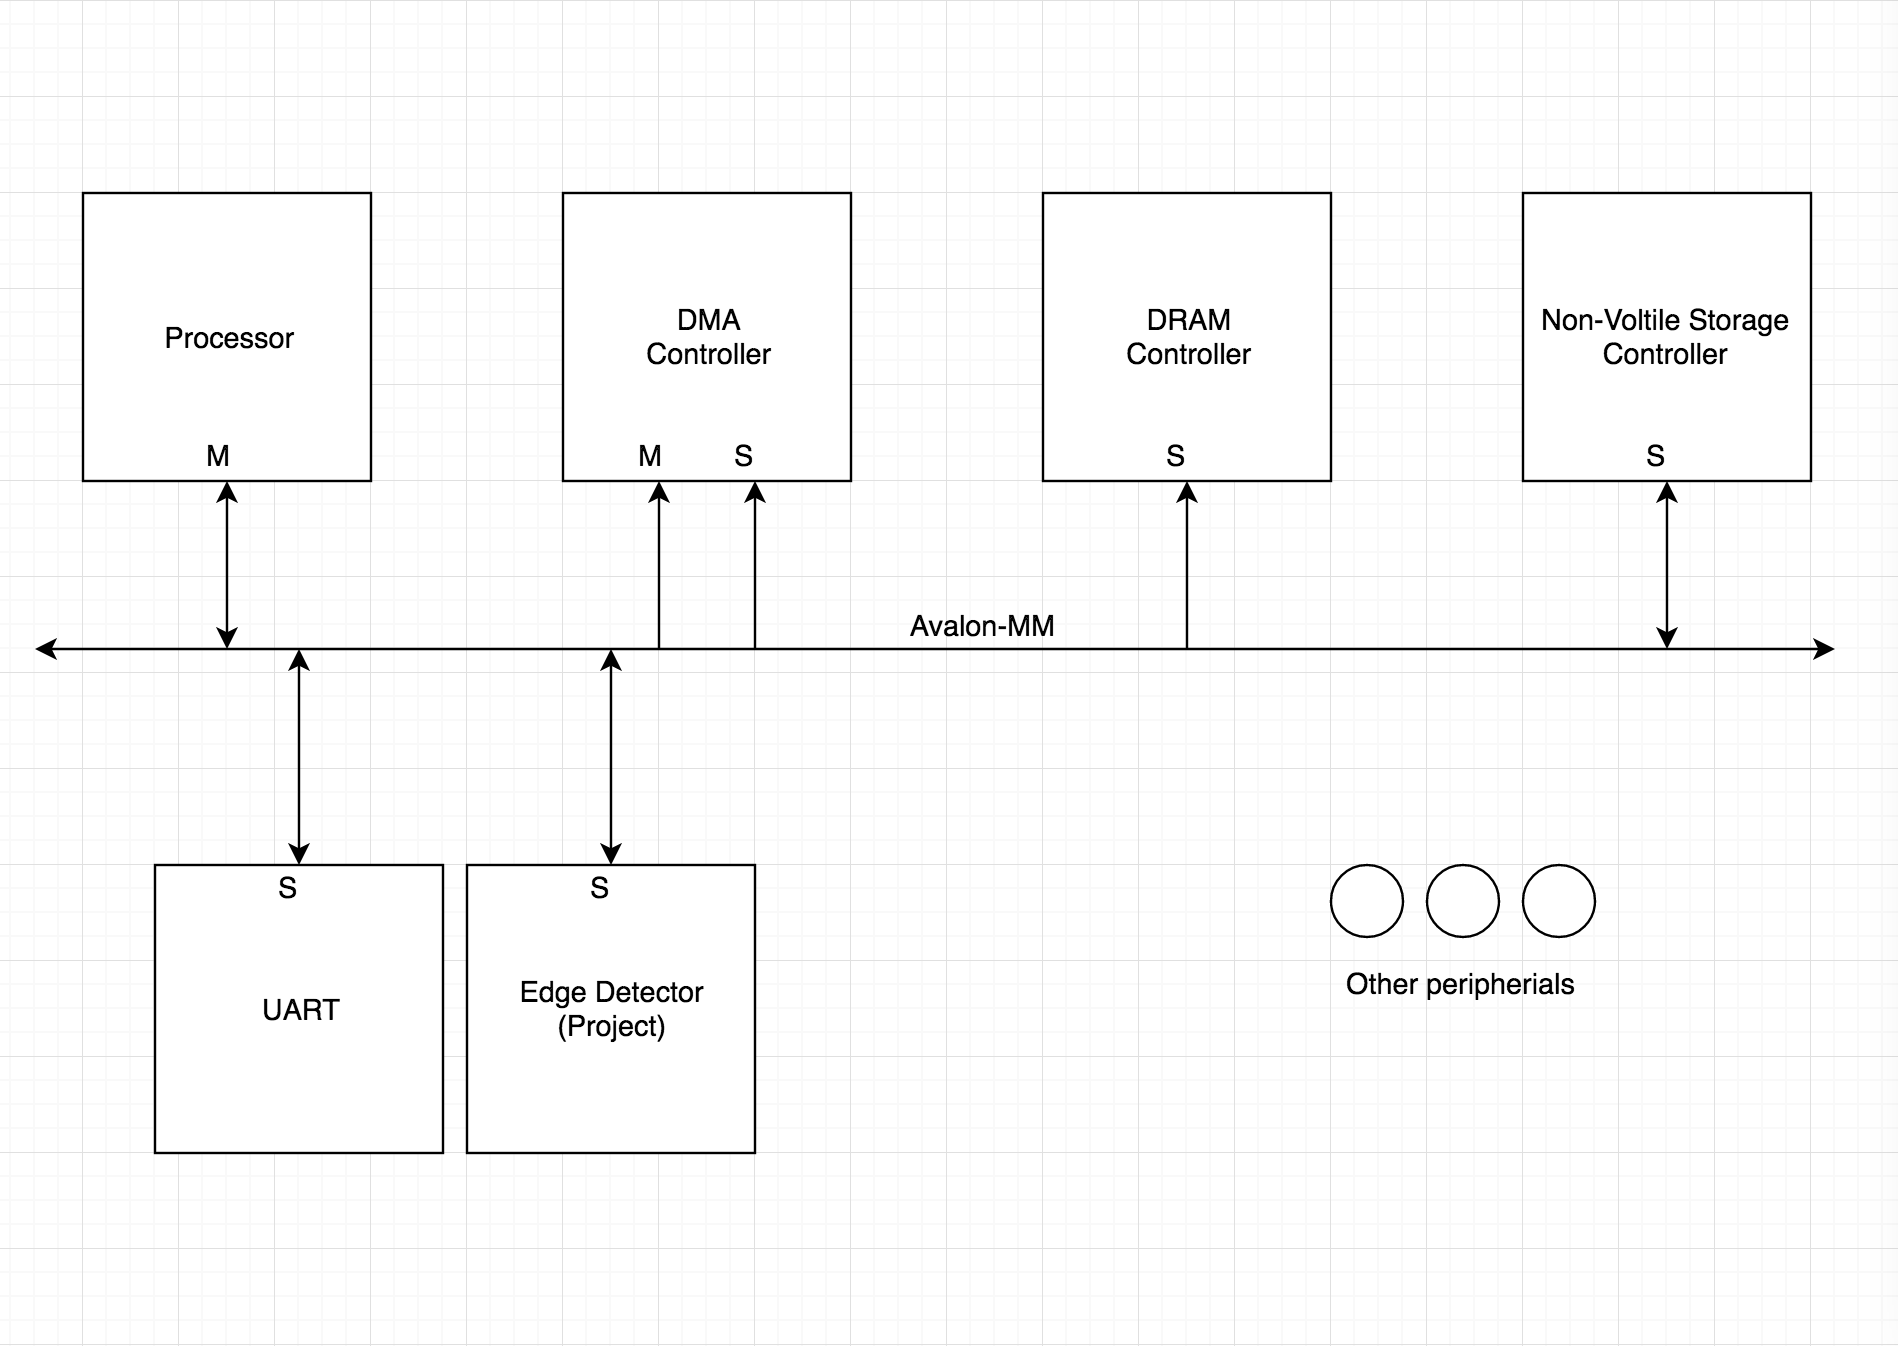 Processor
M
DMA
Controller
M
S
DRAM
Controller
S
Non-Voltile Storage
Controller
S
Avalon-MM
S
UART
S
Edge Detector
(Project)
Other peripherials